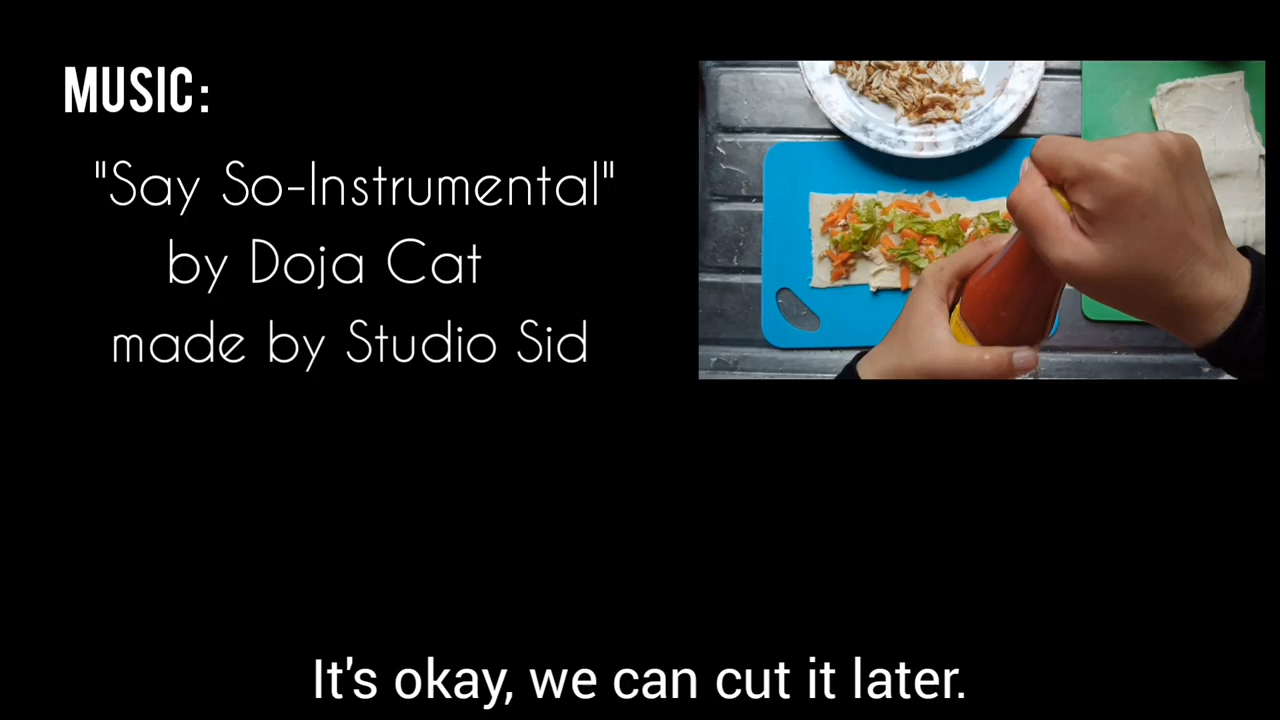 MUSIC:
"Say So-Instrumental"
by Doja Cat
made by Studio Sid
It's okay, we can cut it later.